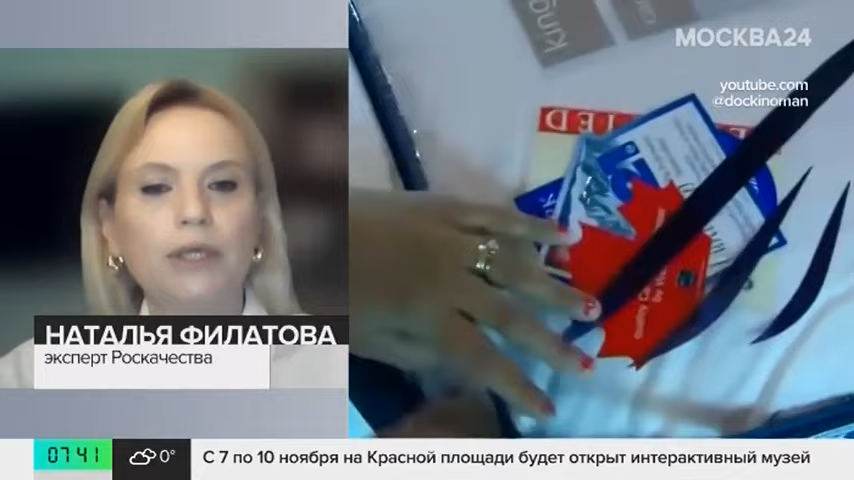 МОСКВА24
youtube.com
@dockinoman
НАТАЛЬЯ ФИЛАТОВА
эксперт Роскачества
07 41
0°
С 7 по 10 ноября на Красной площади будет открыт интерактивный музей